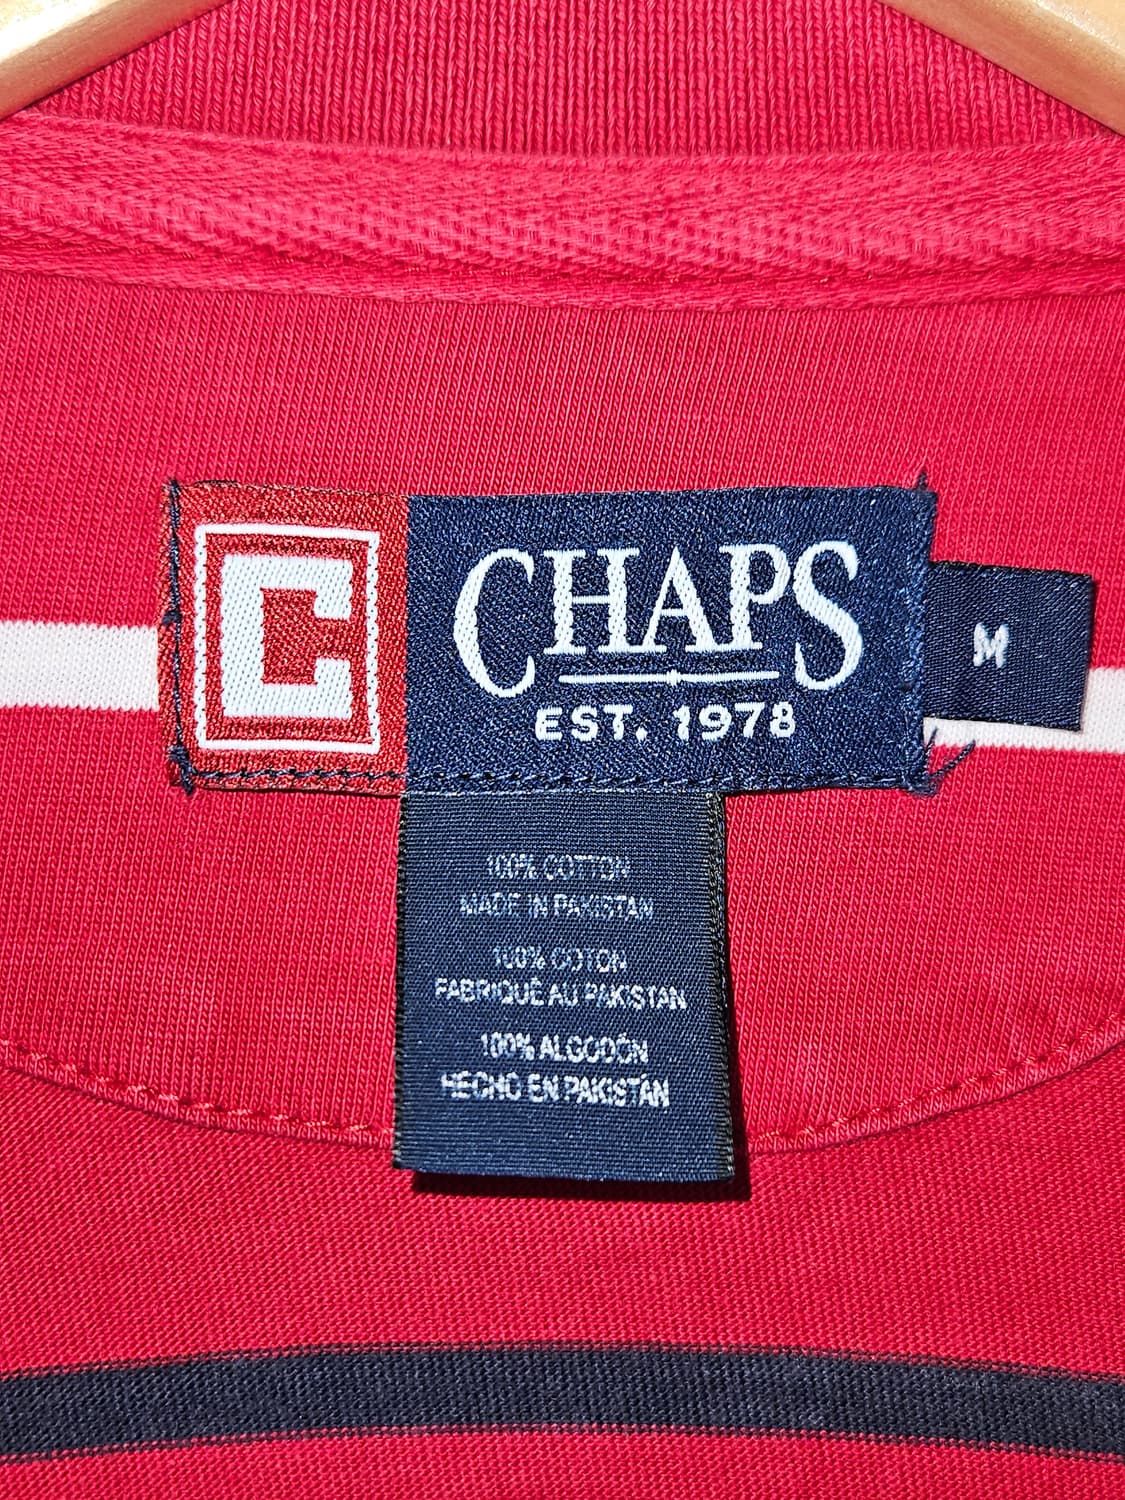 C
CHAPS
EST. 1978
M
100% COTTON
MADE IN PAKISTAN
100% COTON
FABRIQUÉ AU PAKISTAN
100% ALGODÓN
HECHO EN PAKISTÁN